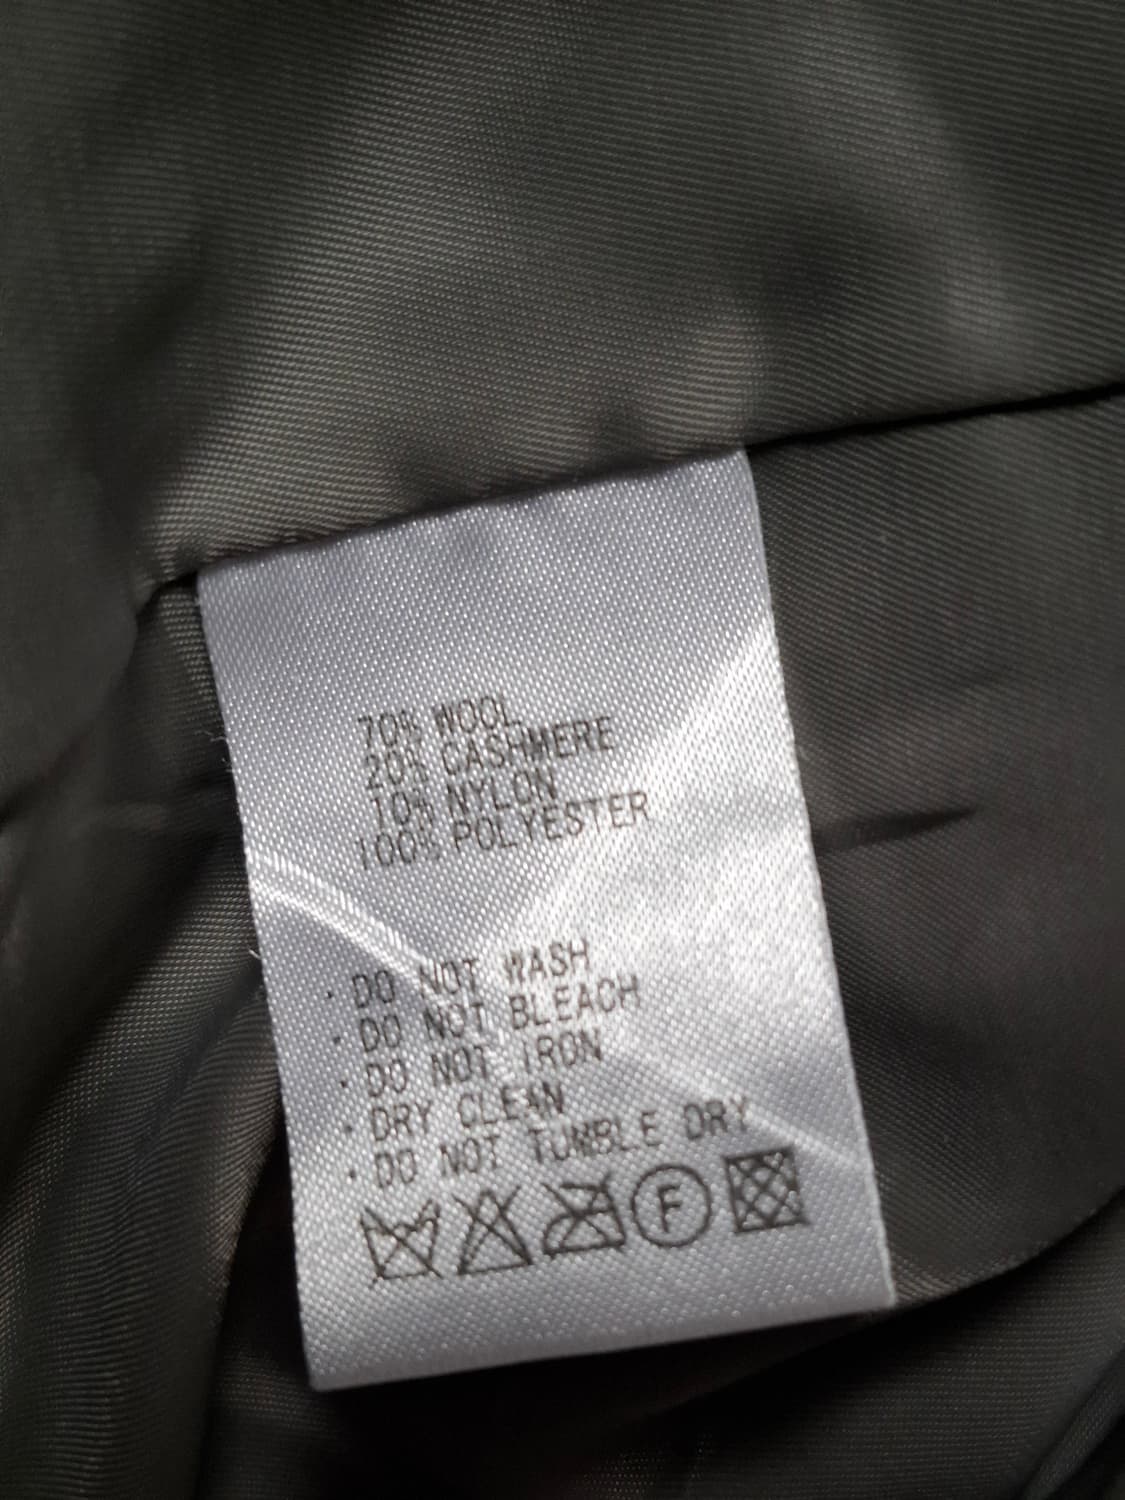 70% WOOL
20% CASHMERE
10% NYLON
100% POLYESTER
· DO NOT WASH
· DO NOT BLEACH
· DO NOT IRON
· DRY CLEAN
· DO NOT TUMBLE DRY
F